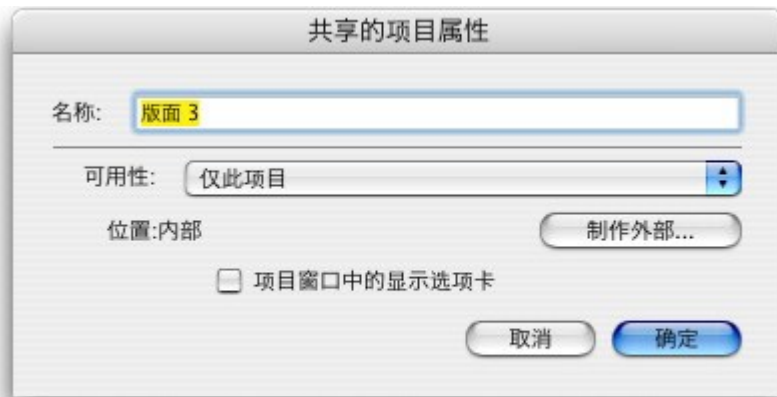 共享的项目属性
名称: 版面 3
可用性: 仅此项目
位置:内部 制作外部...
项目窗口中的显示选项卡
取消 确定